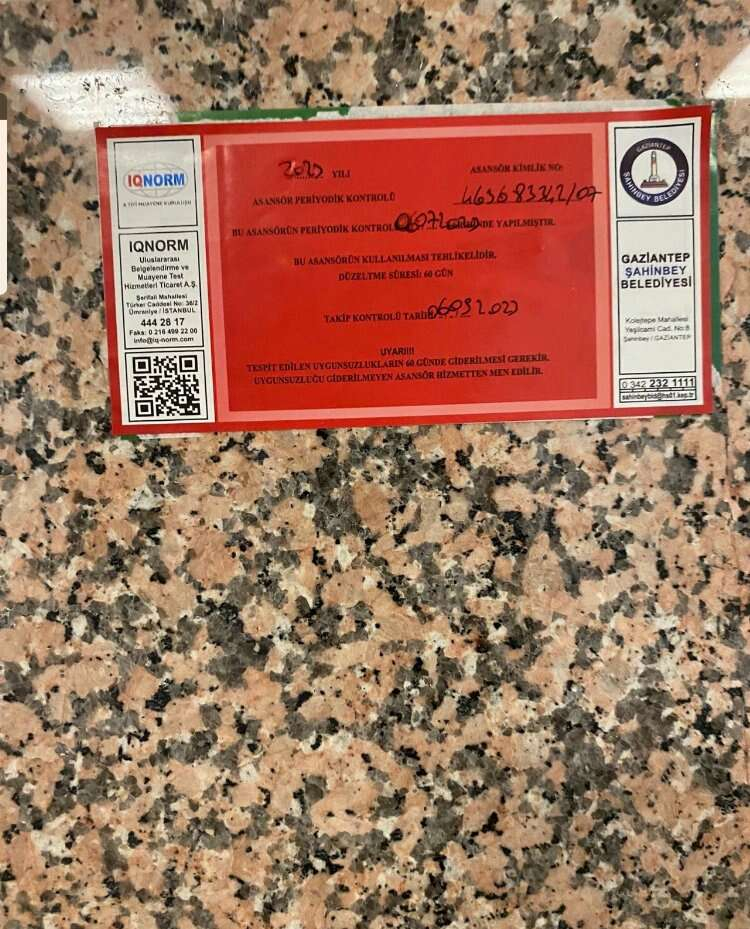 IQNORM
A TİPİ MUAYENE KURULUŞU
IQNORM
Uluslararası
Belgelendirme ve
Muayene Test
Hizmetleri Ticaret A.Ş.
Şerifali Mahallesi
Türker Caddesi No: 36/2
Ümraniye / İSTANBUL
444 28 17
Faks: 0 216 499 22 00
info@iq-norm.com
YILI
ASANSÖR KİMLİK NO:
ASANSÖR PERİYODİK KONTROLÜ
BU ASANSÖRÜN PERİYODİK YAPILMIŞTIR.
BU ASANSÖRÜN KULLANILMASI TEHLİKELİDİR.
DÜZELTME SÜRESİ: 60 GÜN
TAKİP KONTROLÜ
UYARI!!!
TESPİT EDİLEN UYGUNSUZLUKLARIN 60 GÜNDE GİDERİLMESİ GEREKİR.
UYGUNSUZLUĞU GİDERİLMEYEN ASANSÖR HİZMETTEN MEN EDİLİR.
GAZİANTEP
ŞAHİNBEY BELEDİYESİ
GAZİANTEP
ŞAHİNBEY
BELEDİYESİ
Kolejtepe Mahallesi
Yeşilcami Cad. No:8
Şahinbey / GAZİANTEP
0 342 232 1111